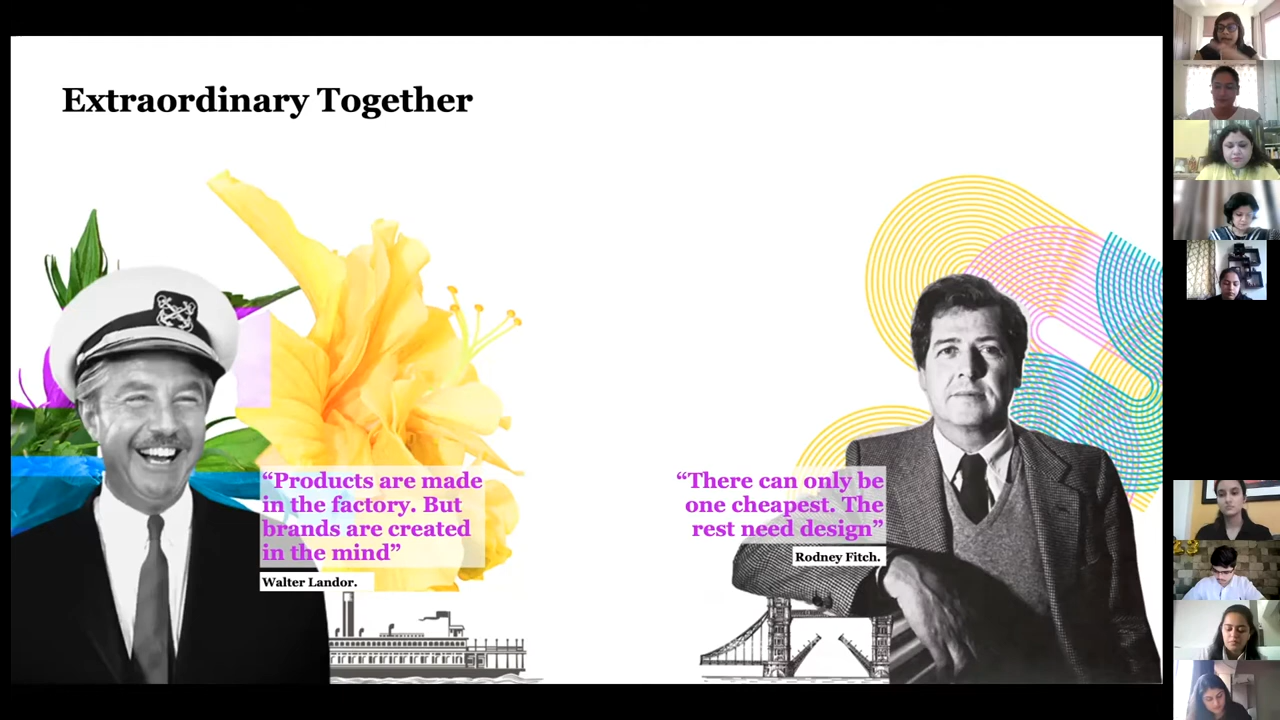 Extraordinary Together
“Products are made
in the factory. But
brands are created
in the mind”
Walter Landor.
“There can only be
one cheapest. The
rest need design”
Rodney Fitch.